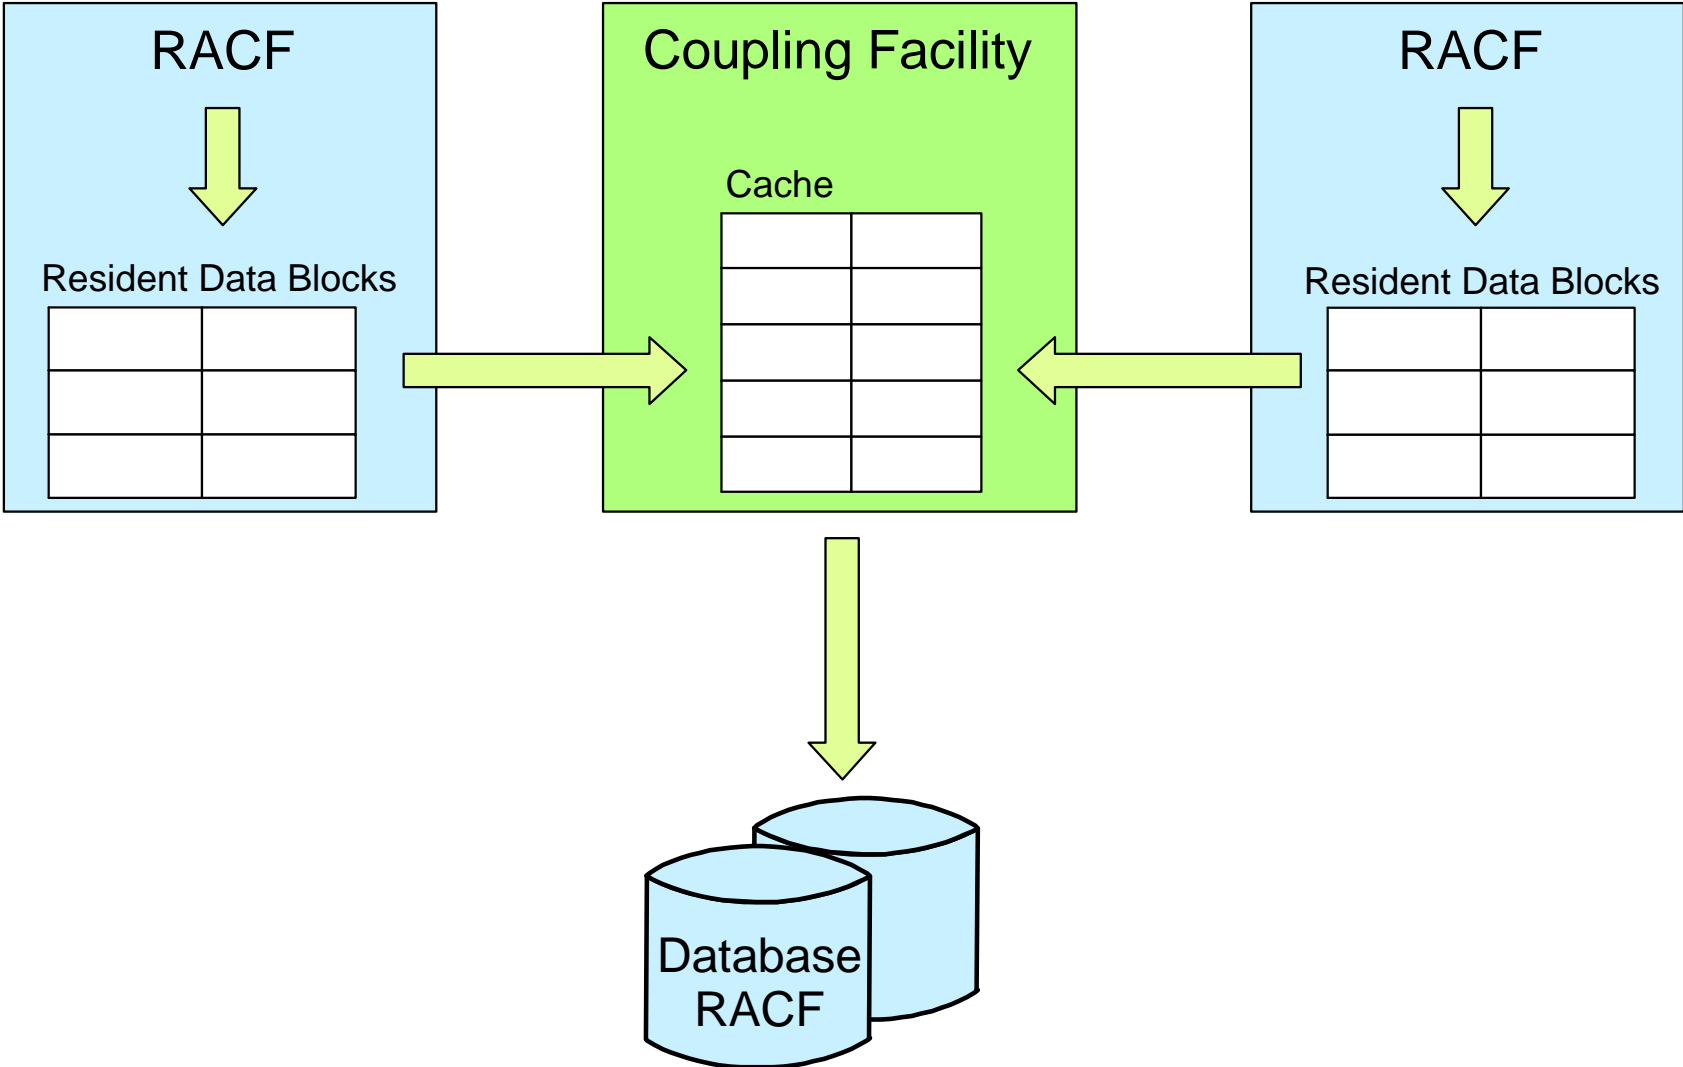 RACF
Resident Data Blocks
Coupling Facility
Cache
RACF
Resident Data Blocks
Database
RACF